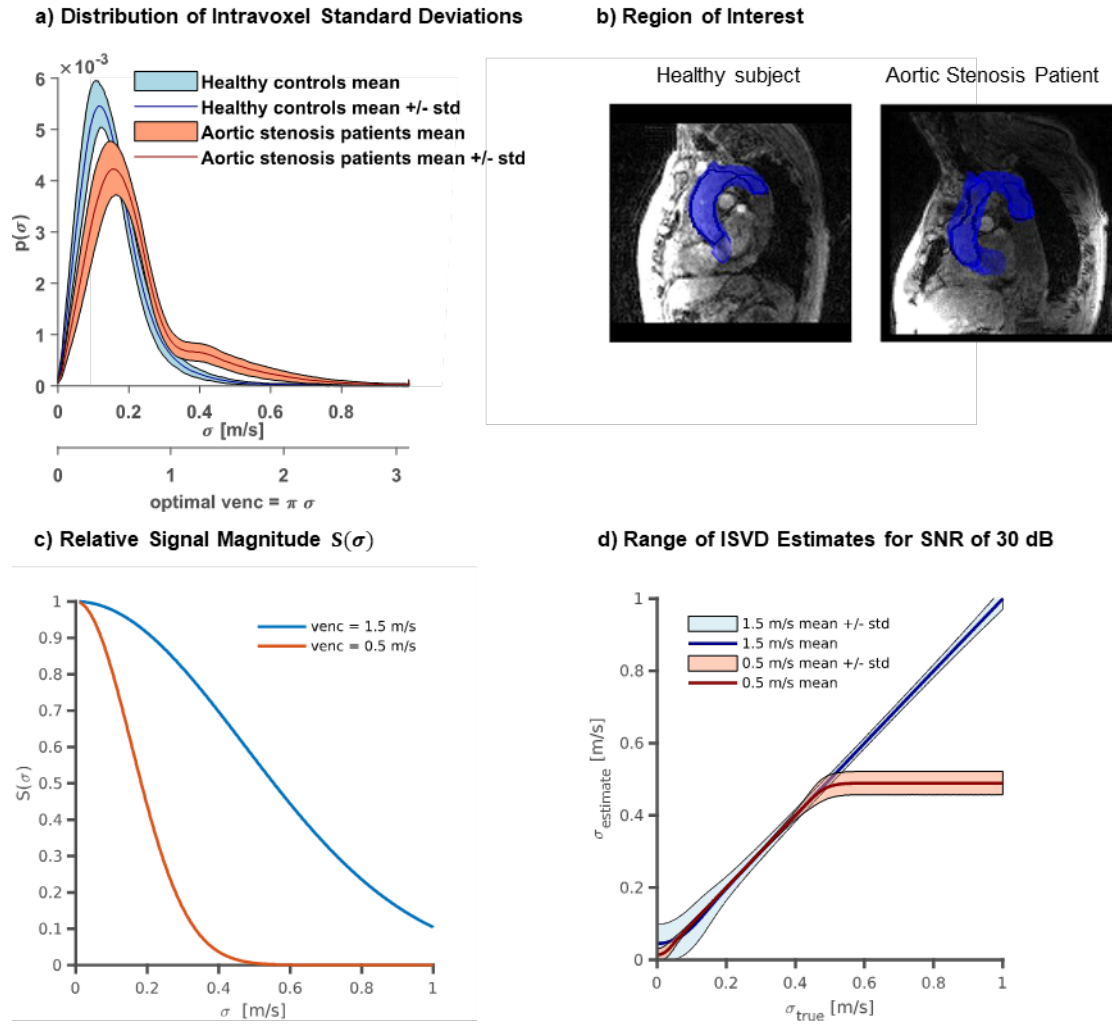 a) Distribution of Intravoxel Standard Deviations
×10⁻³
6
5
4
3
2
1
0
p(σ)
Healthy controls mean
Healthy controls mean +/- std
Aortic stenosis patients mean
Aortic stenosis patients mean +/- std
0 0.2 0.4 0.6 0.8
σ [m/s]
0 1 2 3
optimal venc = π σ
b) Region of Interest
Healthy subject
Aortic Stenosis Patient
c) Relative Signal Magnitude S(σ)
1
0.9
0.8
0.7
0.6
0.5
0.4
0.3
0.2
0.1
0
S(σ)
venc = 1.5 m/s
venc = 0.5 m/s
0 0.2 0.4 0.6 0.8 1
σ [m/s]
d) Range of ISVD Estimates for SNR of 30 dB
1
0.8
0.6
0.4
0.2
0
σestimate [m/s]
1.5 m/s mean +/- std
1.5 m/s mean
0.5 m/s mean +/- std
0.5 m/s mean
0 0.2 0.4 0.6 0.8 1
σtrue [m/s]